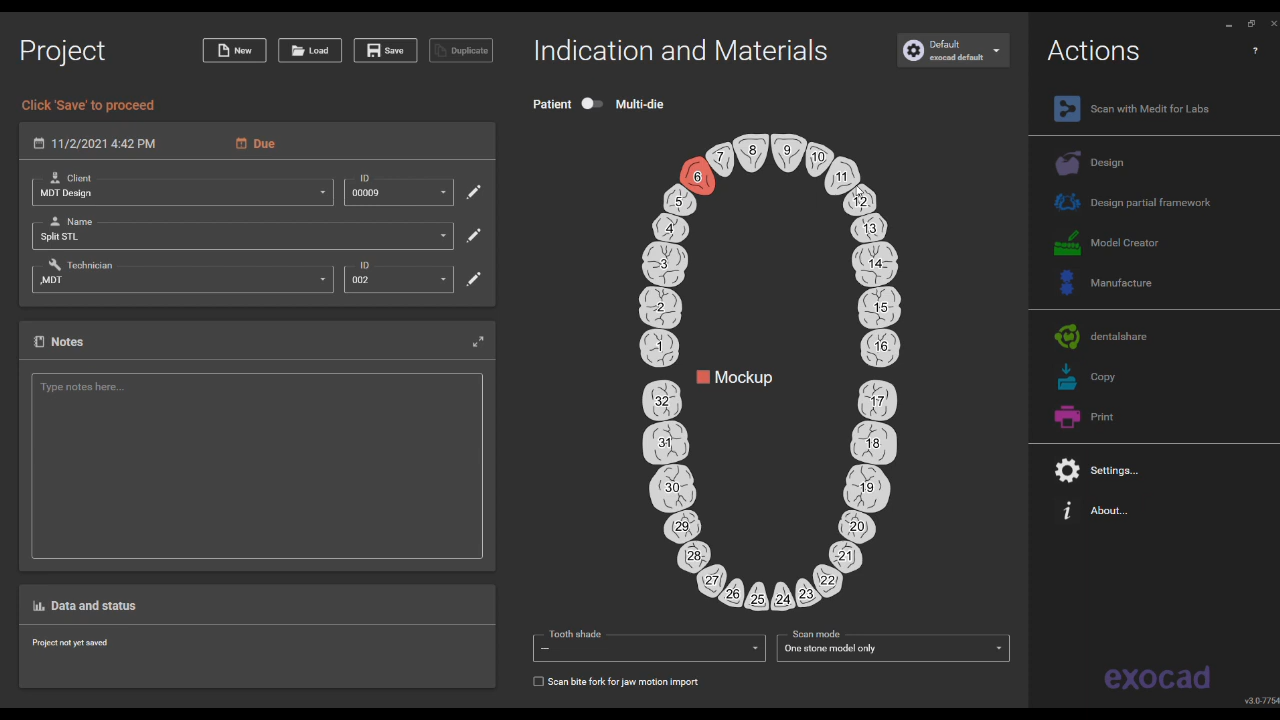 Project
New
Load
Save
Duplicate
Click 'Save' to proceed
11/2/2021 4:42 PM
Due
Client
MDT Design
ID
00009
Name
Split STL
Technician
,MDT
ID
002
Notes
Type notes here...
Data and status
Project not yet saved
Indication and Materials
Default
exocad default
Patient
Multi-die
8 9
7 10
6 11
5 12
4 13
3 14
2 15
1 16
Mockup
32 17
31 18
30 19
29 20
28 21
27 22
26 23
25 24
Tooth shade
---
Scan mode
One stone model only
Scan bite fork for jaw motion import
Actions
?
Scan with Medit for Labs
Design
Design partial framework
Model Creator
Manufacture
dentalshare
Copy
Print
Settings...
i About...
exocad
v3.0-7754